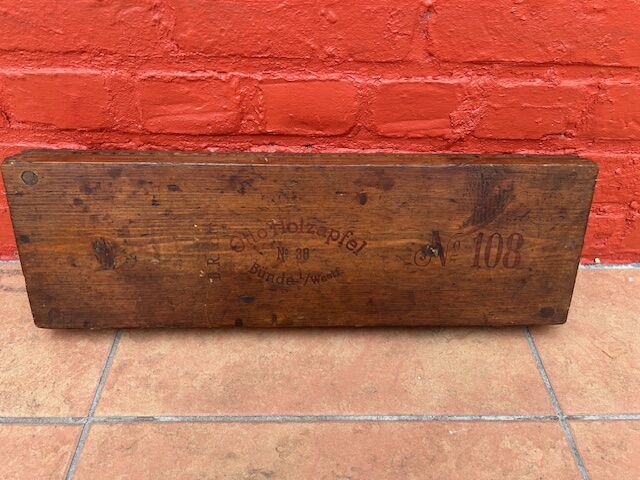 Otto Holzapfel
No 30
Bünde i/Westf.
D.R.G.M.
No 108